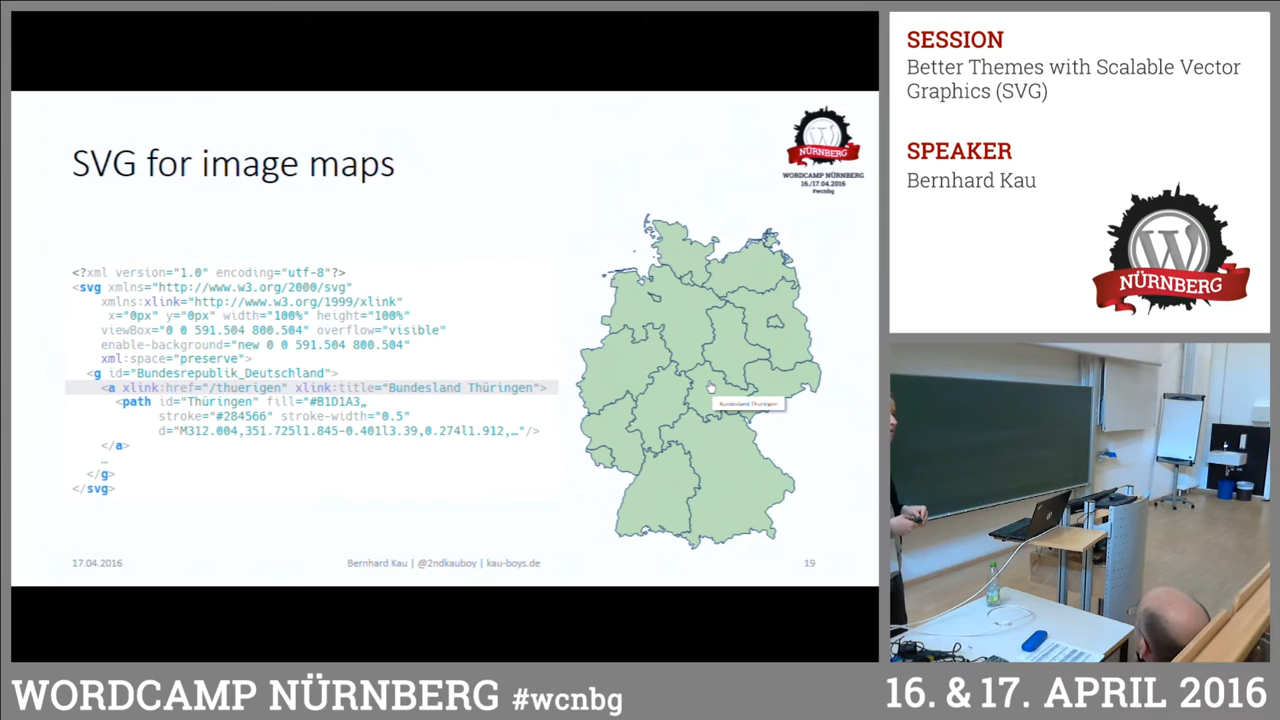 SVG for image maps
NÜRNBERG
WORDCAMP NÜRNBERG
16./17.04.2016
#wcnbg
<?xml version="1.0" encoding="utf-8"?>
<svg xmlns="http://www.w3.org/2000/svg"
xmlns:xlink="http://www.w3.org/1999/xlink"
x="0px" y="0px" width="100%" height="100%"
viewBox="0 0 591.504 800.504" overflow="visible"
enable-background="new 0 0 591.504 800.504"
xml:space="preserve">
<g id="Bundesrepublik_Deutschland">
<a xlink:href="/thuerigen" xlink:title="Bundesland Thüringen">
<path id="Thüringen" fill="#B1D1A3„
stroke="#284566" stroke-width="0.5"
d="M312.004,351.725l1.845-0.401l3.39,0.274l1.912,…"/>
</a>
…
</g>
</svg>
Bundesland Thüringen
17.04.2016
Bernhard Kau | @2ndkauboy | kau-boys.de
19
SESSION
Better Themes with Scalable Vector
Graphics (SVG)
SPEAKER
Bernhard Kau
NÜRNBERG
WORDCAMP NÜRNBERG #wcnbg
16. & 17. APRIL 2016